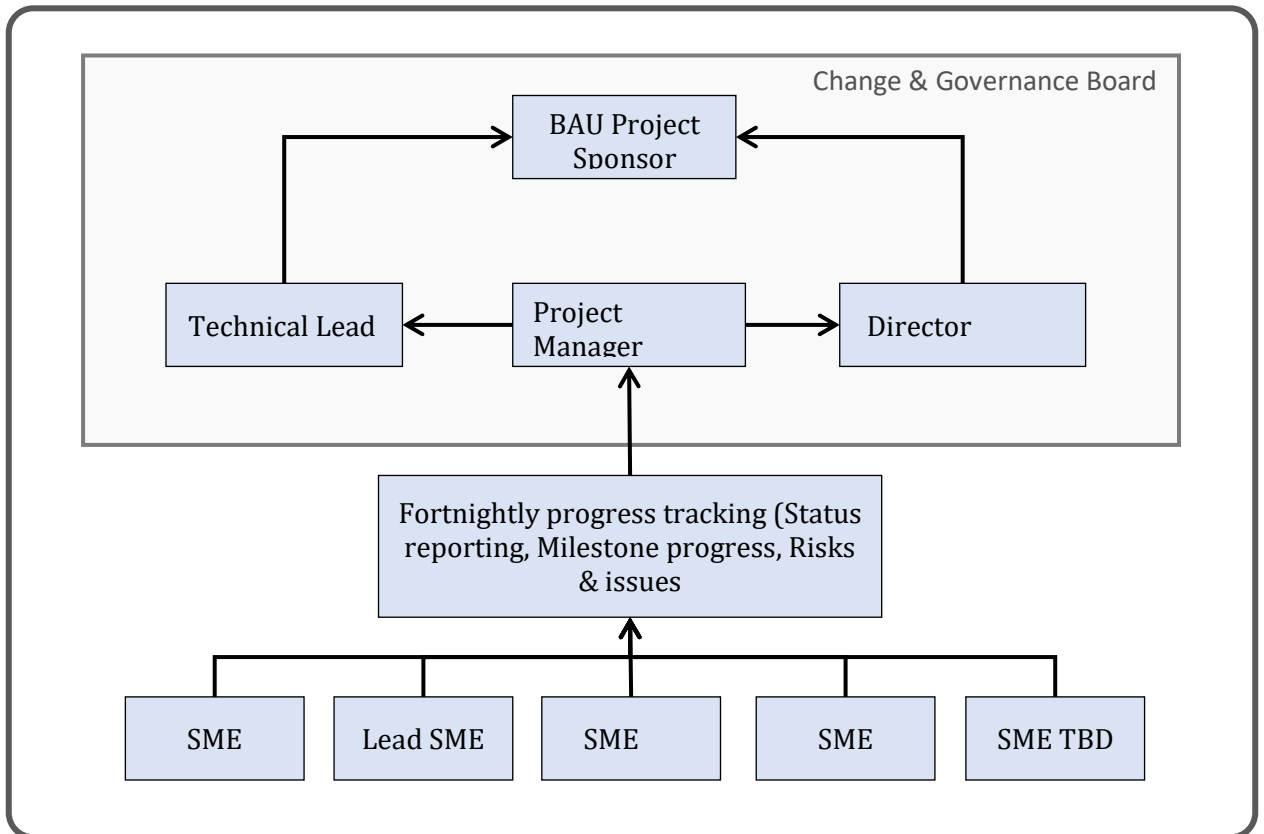 Change & Governance Board
BAU Project
Sponsor
Technical Lead
Project
Manager
Director
Fortnightly progress tracking (Status
reporting, Milestone progress, Risks
& issues
SME
Lead SME
SME
SME
SME TBD